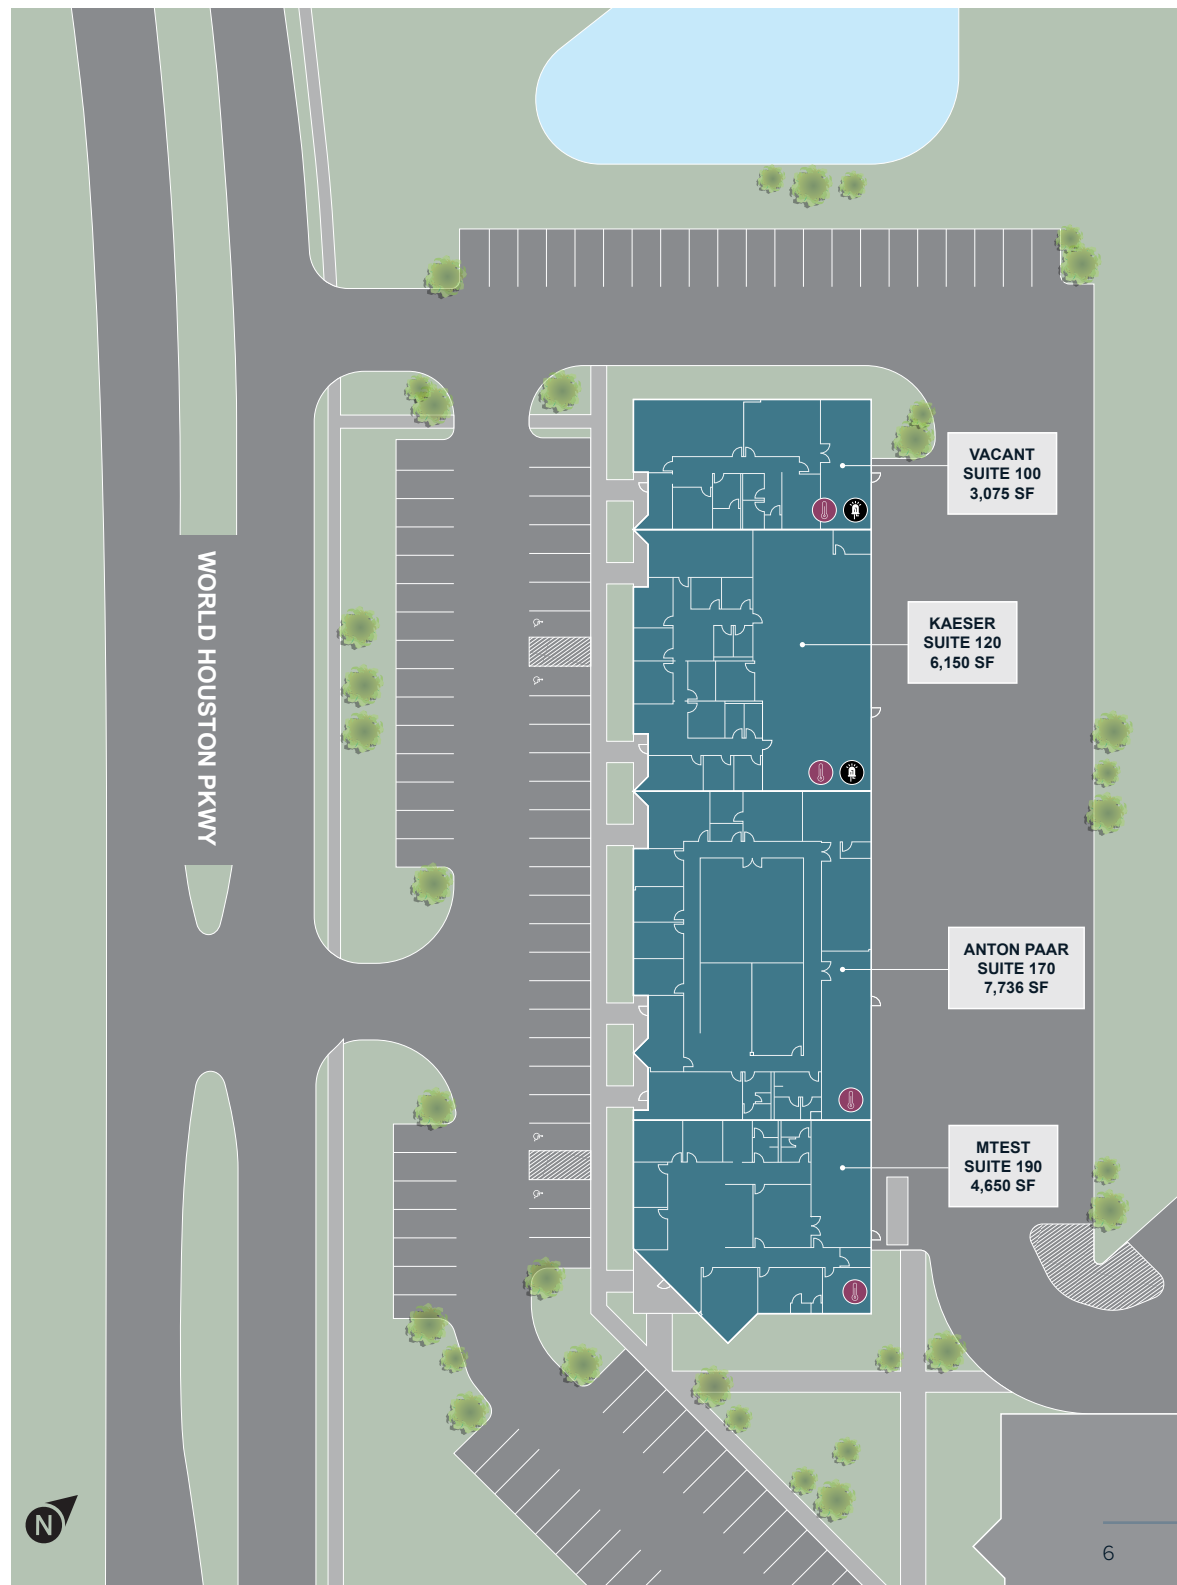 VACANT
SUITE 100
3,075 SF
WORLD HOUSTON PKWY
KAESER
SUITE 120
6,150 SF
ANTON PAAR
SUITE 170
7,736 SF
MTEST
SUITE 190
4,650 SF
N
6